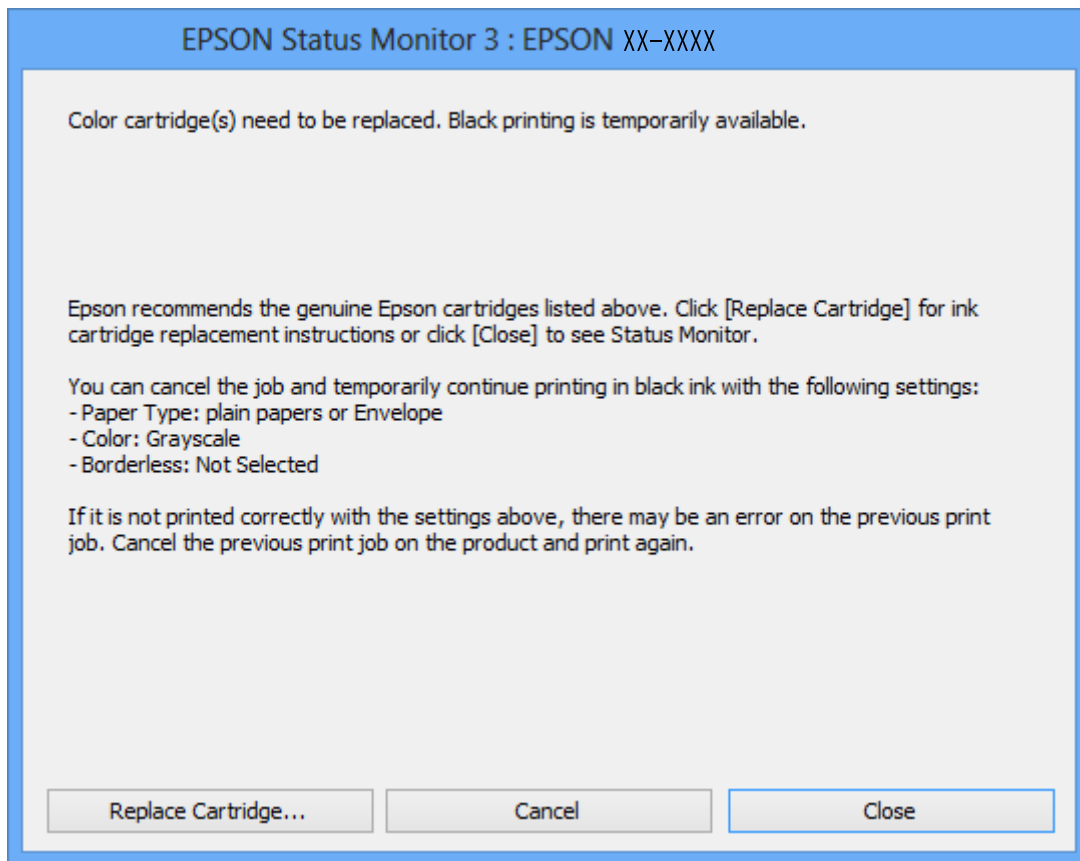 EPSON Status Monitor 3 : EPSON XX-XXXX
Color cartridge(s) need to be replaced. Black printing is temporarily available.
Epson recommends the genuine Epson cartridges listed above. Click [Replace Cartridge] for ink
cartridge replacement instructions or click [Close] to see Status Monitor.
You can cancel the job and temporarily continue printing in black ink with the following settings:
- Paper Type: plain papers or Envelope
- Color: Grayscale
- Borderless: Not Selected
If it is not printed correctly with the settings above, there may be an error on the previous print
job. Cancel the previous print job on the product and print again.
Replace Cartridge...
Cancel
Close